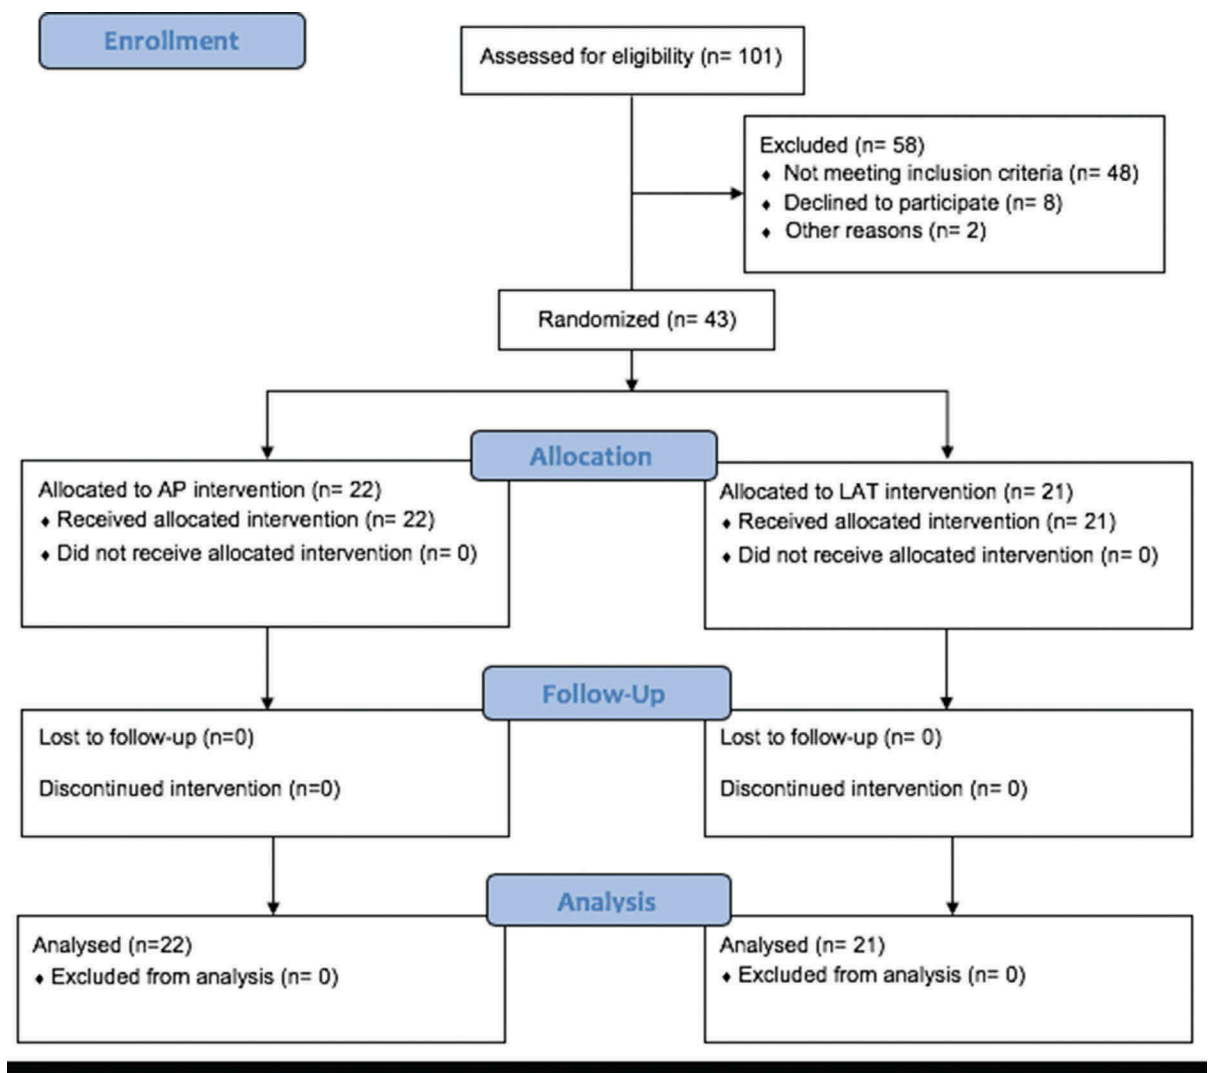 Enrollment
Assessed for eligibility (n= 101)
Excluded (n= 58)
♦ Not meeting inclusion criteria (n= 48)
♦ Declined to participate (n= 8)
♦ Other reasons (n= 2)
Randomized (n= 43)
Allocation
Allocated to AP intervention (n= 22)
♦ Received allocated intervention (n= 22)
♦ Did not receive allocated intervention (n= 0)
Allocated to LAT intervention (n= 21)
♦ Received allocated intervention (n= 21)
♦ Did not receive allocated intervention (n= 0)
Follow-Up
Lost to follow-up (n=0)
Discontinued intervention (n=0)
Lost to follow-up (n= 0)
Discontinued intervention (n= 0)
Analysis
Analysed (n=22)
♦ Excluded from analysis (n= 0)
Analysed (n= 21)
♦ Excluded from analysis (n= 0)